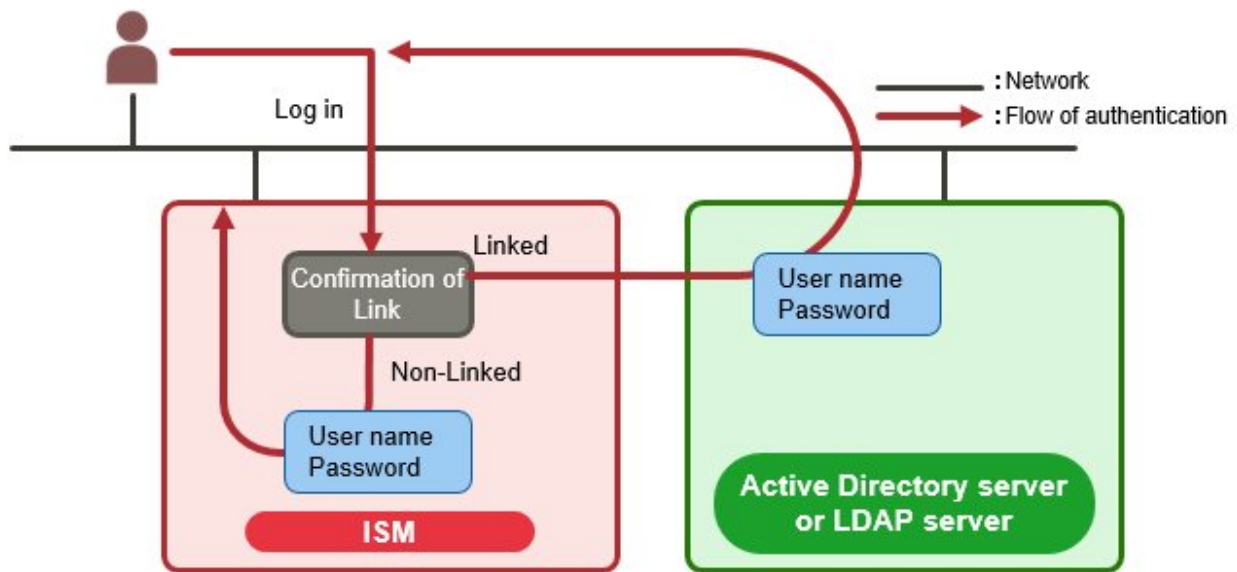 : Network
: Flow of authentication
Log in
Linked
Confirmation of
Link
Non-Linked
User name
Password
ISM
User name
Password
Active Directory server
or LDAP server